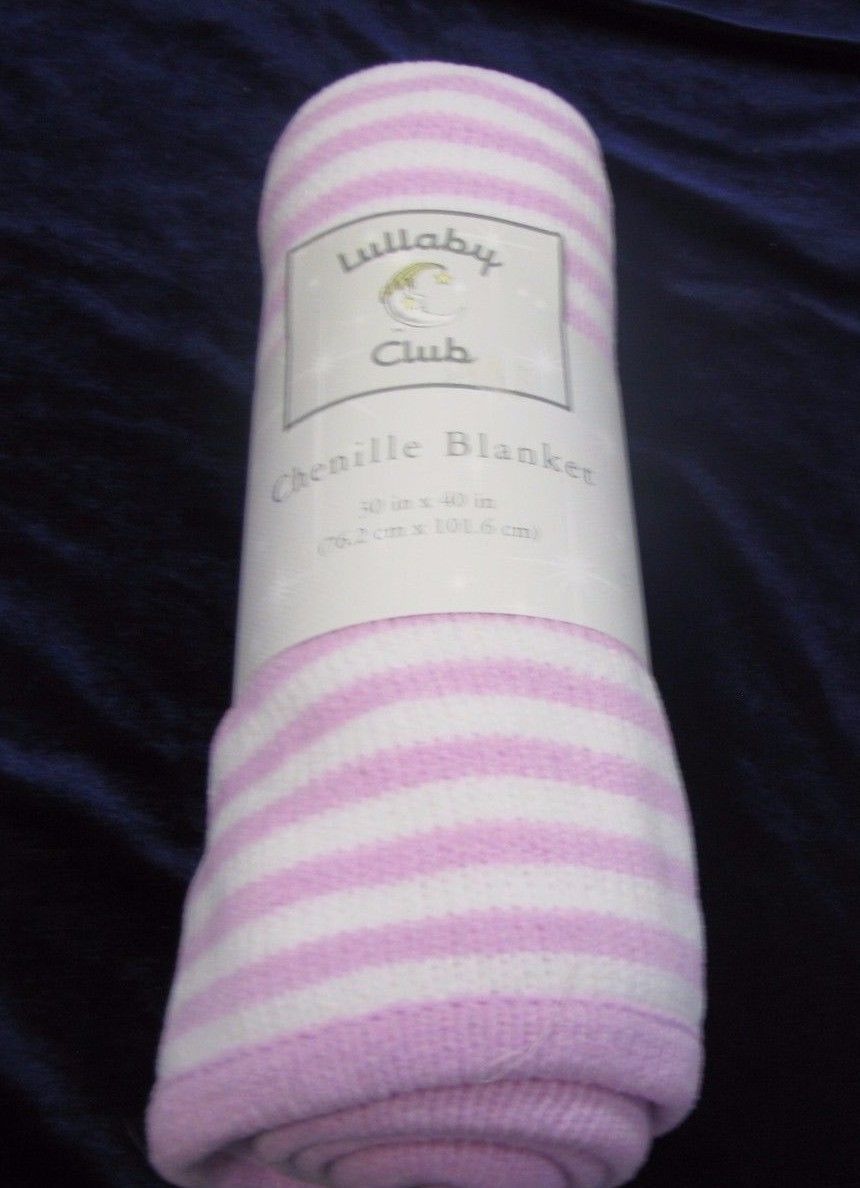 Lullaby
Club
Chenille Blanket
30 in x 40 in
(76.2 cm x 101.6 cm)